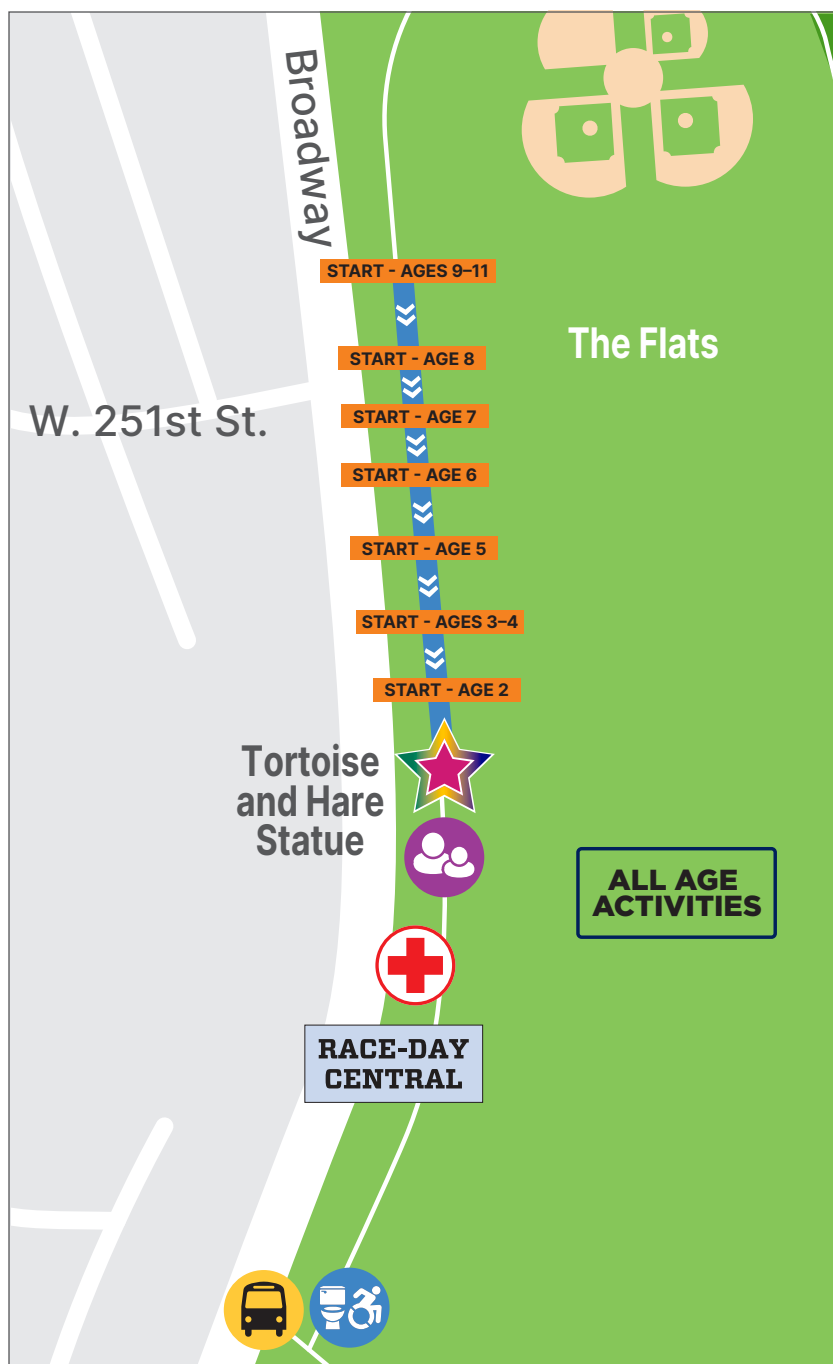 Broadway
START - AGES 9–11
The Flats
START - AGE 8
W. 251st St.
START - AGE 7
START - AGE 6
START - AGE 5
START - AGES 3–4
START - AGE 2
Tortoise
and Hare
Statue
ALL AGE
ACTIVITIES
RACE-DAY
CENTRAL